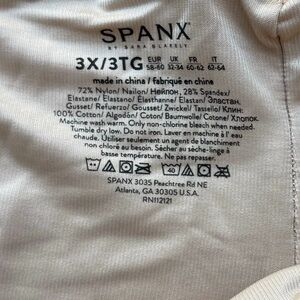 SPANX
BY SARA BLAKELY
3X/3TG EUR UK FR IT
58-60 32-34 60-62 62-64
made in china / fabriqué en china
72% Nylon/ Nailon/ Нейлон, 28% Spandex/
Elastane/ Elastano/ Elasthanne/ Elasthan/ Эластан.
Gusset/ Refuerzo/ Gousset/ Zwickel/ Tassello/ Клин:
100% Cotton/ Algodón/ Coton/ Baumwolle/ Cotone/ Хлопок.
Machine wash warm. Only non-chlorine bleach when needed.
Tumble dry low. Do not iron. Laver en machine à l'eau
chaude. Utiliser seulement un agent de blanchiment
non chloré, au besoin. Sécher au sèche-linge à
basse température. Ne pas repasser.
40
SPANX 3035 Peachtree Rd NE
Atlanta, GA 30305 U.S.A.
RN112121